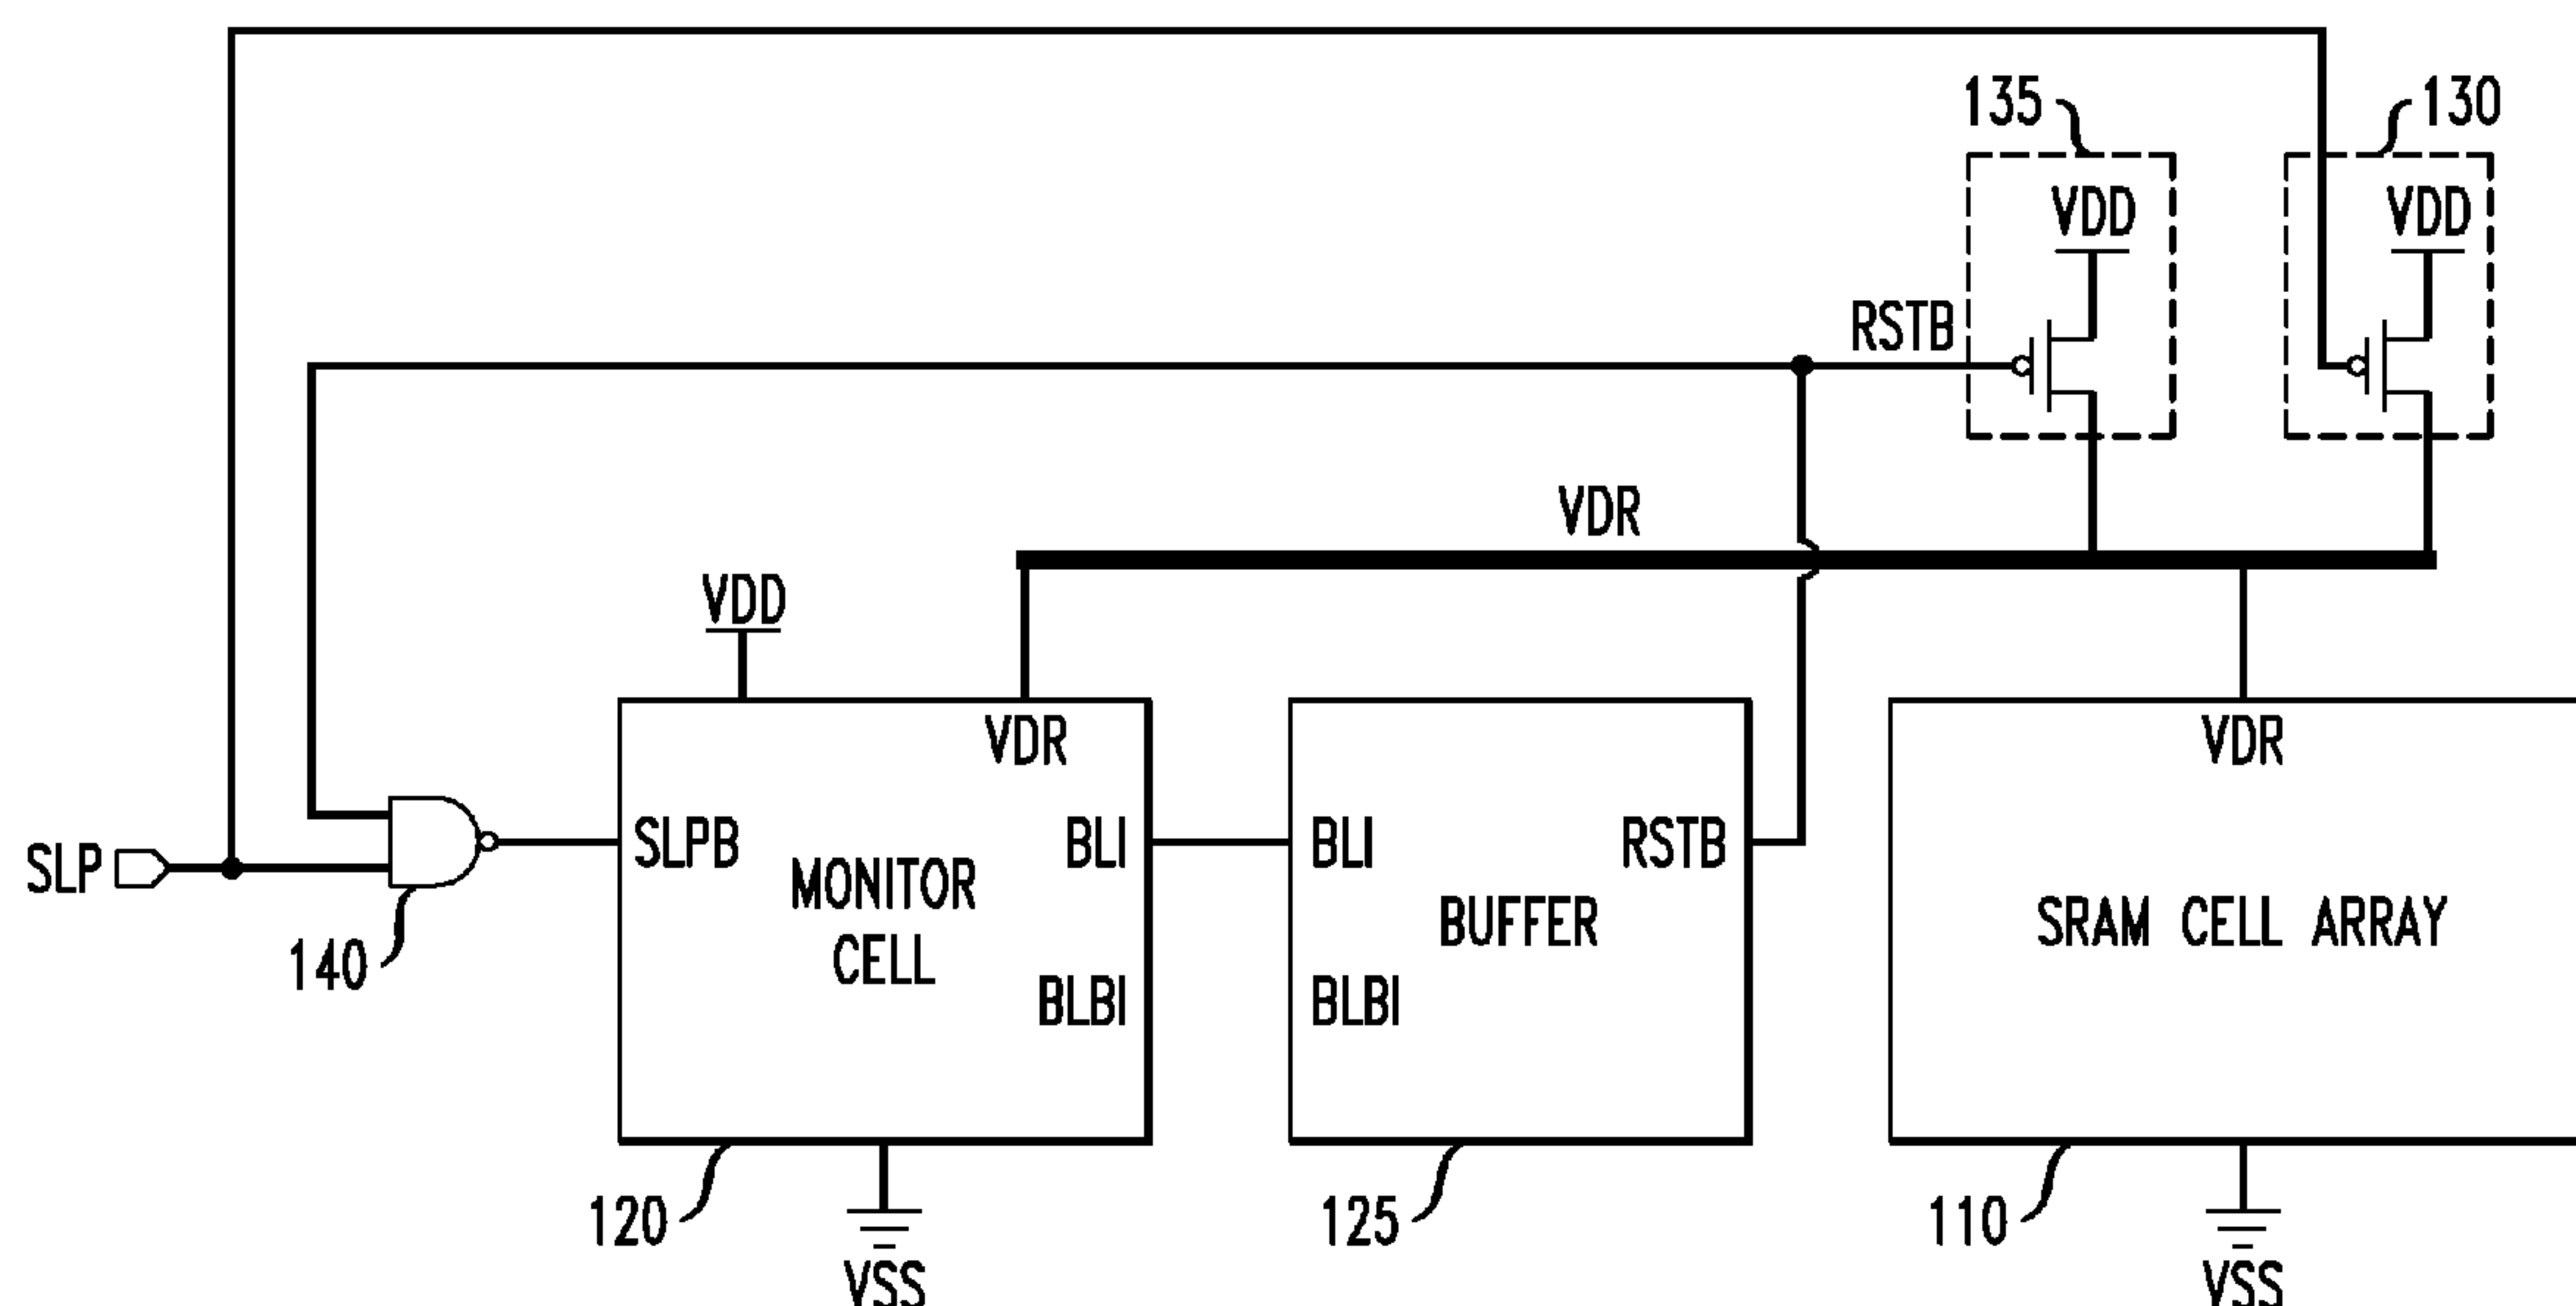 135
130
VDD
VDD
RSTB
VDR
VDD
VDR
VDR
SLP
SLPB
BLI
BLI
RSTB
MONITOR
CELL
BUFFER
SRAM CELL ARRAY
140
BLBI
BLBI
120
125
110
VSS
VSS